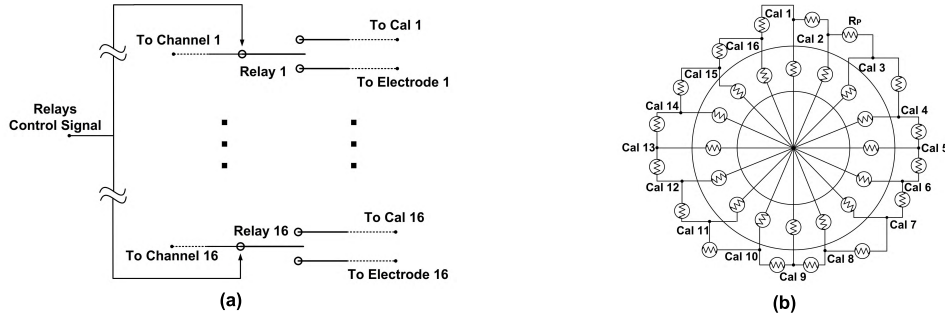 To Cal 1
To Channel 1
Relay 1
To Electrode 1
Relays
Control Signal
To Cal 16
Relay 16
To Channel 16
To Electrode 16
(a)
Cal 1
Cal 2
RP
Cal 3
Cal 16
Cal 15
Cal 14
Cal 4
Cal 13
Cal 5
Cal 12
Cal 6
Cal 11
Cal 7
Cal 10
Cal 8
Cal 9
(b)